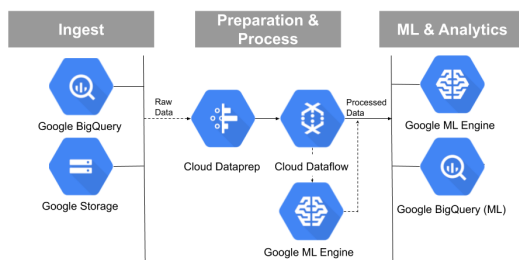 Ingest
Preparation &
Process
ML & Analytics
Google BigQuery
Google Storage
Raw
Data
Cloud Dataprep
Cloud Dataflow
Google ML Engine
Processed
Data
Google ML Engine
Google BigQuery (ML)